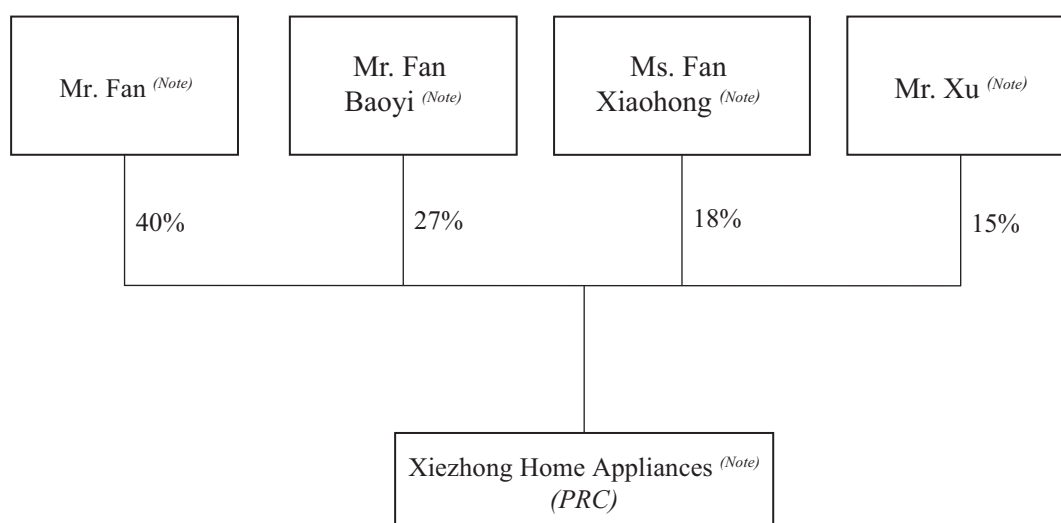 Mr. Fan (Note)
Mr. Fan
Baoyi (Note)
Ms. Fan
Xiaohong (Note)
Mr. Xu (Note)
40%
27%
18%
15%
Xiezhong Home Appliances (Note)
(PRC)